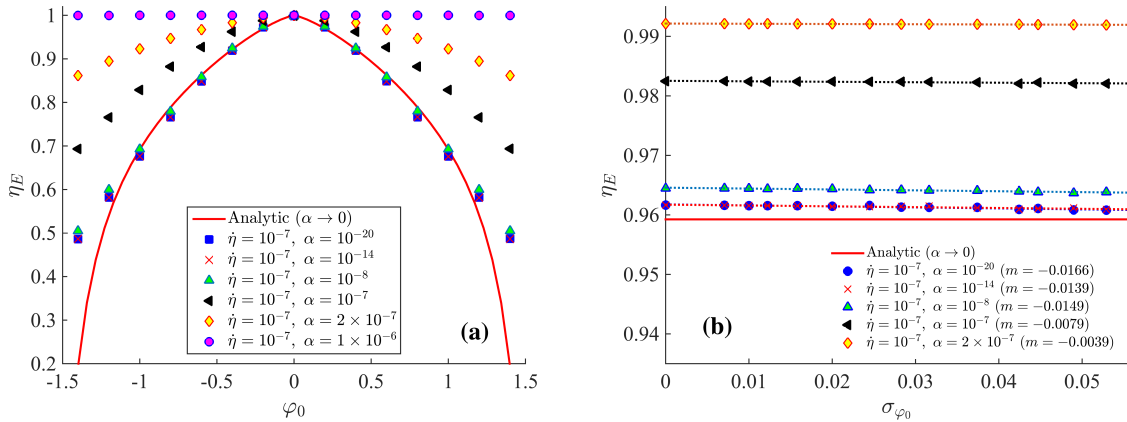 1
0.9
0.8
0.7
0.6
0.5
0.4
0.3
0.2
η_E
-1.5 -1 -0.5 0 0.5 1 1.5
φ₀
Analytic (α → 0)
η̇ = 10⁻⁷, α = 10⁻²⁰
η̇ = 10⁻⁷, α = 10⁻¹⁴
η̇ = 10⁻⁷, α = 10⁻⁸
η̇ = 10⁻⁷, α = 10⁻⁷
η̇ = 10⁻⁷, α = 2 × 10⁻⁷
η̇ = 10⁻⁷, α = 1 × 10⁻⁶
(a)
0.99
0.98
0.97
0.96
0.95
0.94
η_E
0 0.01 0.02 0.03 0.04 0.05
σ_φ₀
Analytic (α → 0)
η̇ = 10⁻⁷, α = 10⁻²⁰ (m = −0.0166)
η̇ = 10⁻⁷, α = 10⁻¹⁴ (m = −0.0139)
η̇ = 10⁻⁷, α = 10⁻⁸ (m = −0.0149)
η̇ = 10⁻⁷, α = 10⁻⁷ (m = −0.0079)
η̇ = 10⁻⁷, α = 2 × 10⁻⁷ (m = −0.0039)
(b)